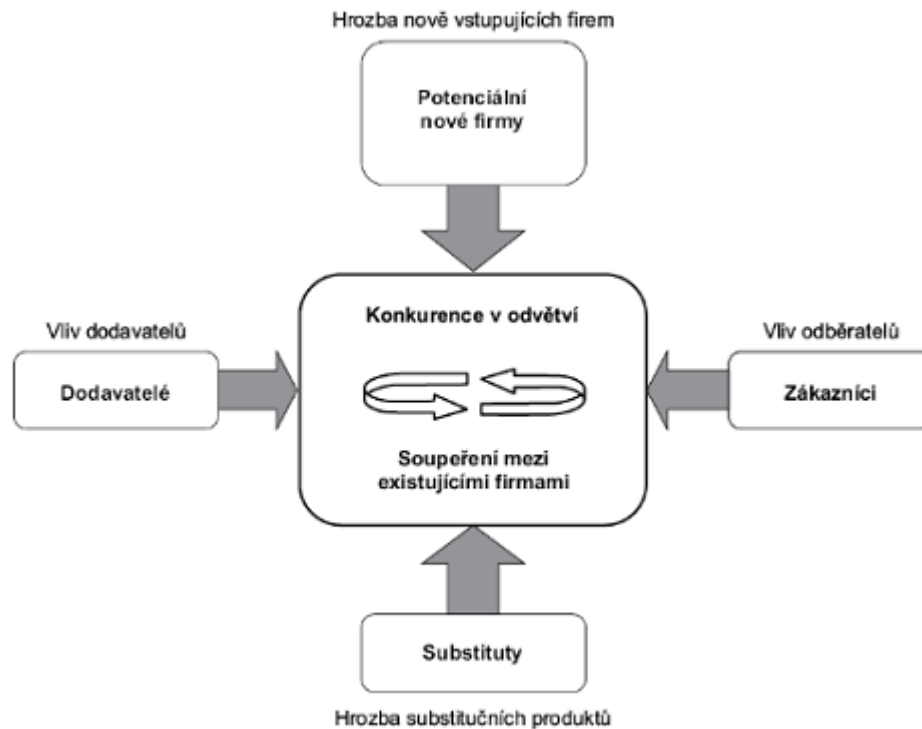 Hrozba nově vstupujících firem
Potenciální
nové firmy
Konkurence v odvětví
Vliv dodavatelů
Dodavatelé
Vliv odběratelů
Zákazníci
Soupeření mezi
existujícími firmami
Substituty
Hrozba substitučních produktů